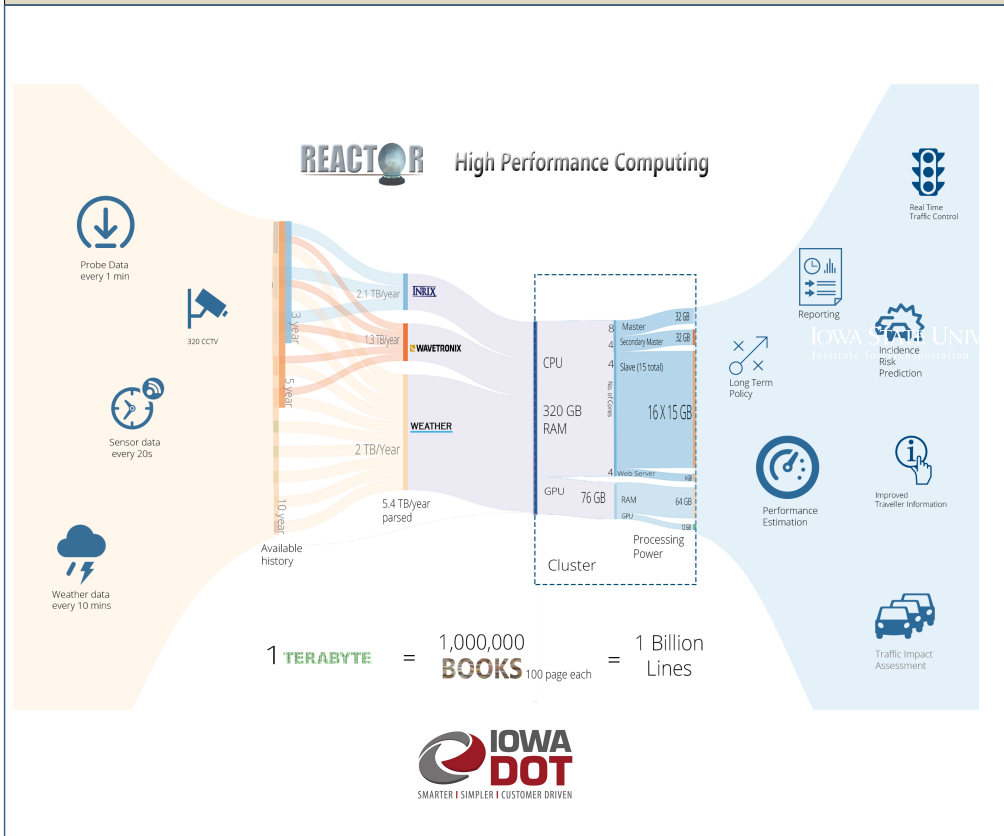 REACTOR High Performance Computing
Probe Data
every 1 min
320 CCTV
Sensor data
every 20s
Weather data
every 10 mins
3 year
5 year
10 year
Available
history
2.1 TB/year
INRIX
1.3 TB/year
WAVETRONIX
2 TB/Year
WEATHER
5.4 TB/year
parsed
CPU
320 GB
RAM
GPU
76 GB
8 Master 32 GB
4 Secondary Master 32 GB
4 Slave (15 total)
No. of Cores
16 X 15 GB
4 Web Server
RAM 64 GB
GPU
Processing
Power
Cluster
Real Time
Traffic Control
Reporting
IOWA STATE UNIV
Institute for Transportation
Incidence
Risk
Prediction
Long Term
Policy
Performance
Estimation
Improved
Traveller Information
Traffic Impact
Assessment
1 TERABYTE = 1,000,000 BOOKS 100 page each = 1 Billion Lines
IOWA
DOT
SMARTER I SIMPLER I CUSTOMER DRIVEN